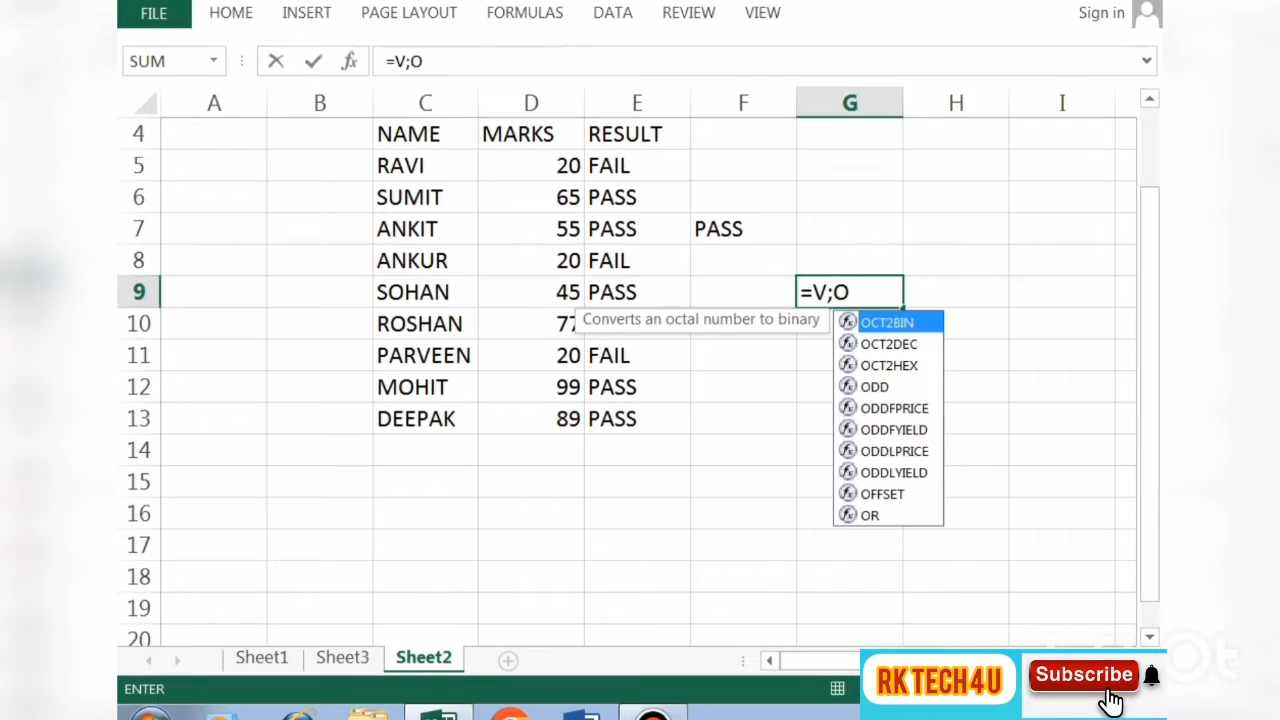 FILE HOME INSERT PAGE LAYOUT FORMULAS DATA REVIEW VIEW Sign in
SUM fx =V;O
A B C D E F G H I
4 NAME MARKS RESULT
5 RAVI 20 FAIL
6 SUMIT 65 PASS
7 ANKIT 55 PASS PASS
8 ANKUR 20 FAIL
9 SOHAN 45 PASS =V;O
Converts an octal number to binary
10 ROSHAN 77
11 PARVEEN 20 FAIL
12 MOHIT 99 PASS
13 DEEPAK 89 PASS
14
15
16
17
18
19
20
OCT2BIN
OCT2DEC
OCT2HEX
ODD
ODDFPRICE
ODDFYIELD
ODDLPRICE
ODDLYIELD
OFFSET
OR
Sheet1 Sheet3 Sheet2
ENTER
RKTECH4U
Subscribe